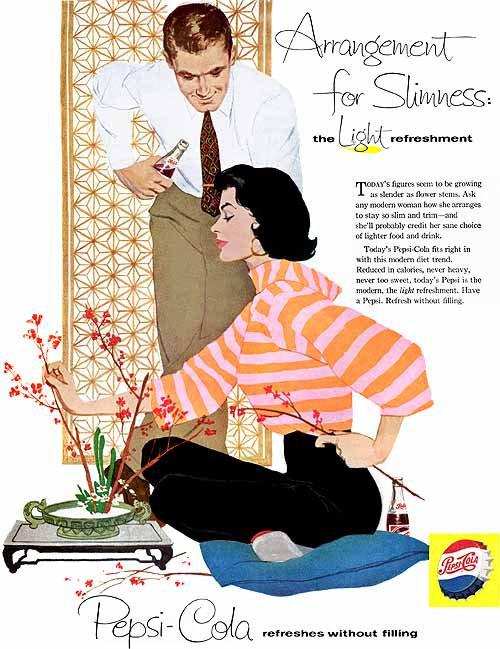 Arrangement
for Slimness:
the Light refreshment
TODAY'S figures seem to be growing
as slender as flower stems. Ask
any modern woman how she arranges
to stay so slim and trim—and
she'll probably credit her sane choice
of lighter food and drink.
Today's Pepsi-Cola fits right in
with this modern diet trend.
Reduced in calories, never heavy,
never too sweet, today's Pepsi is the
modern, the light refreshment. Have
a Pepsi. Refresh without filling.
PEPSI-COLA
Pepsi-Cola refreshes without filling